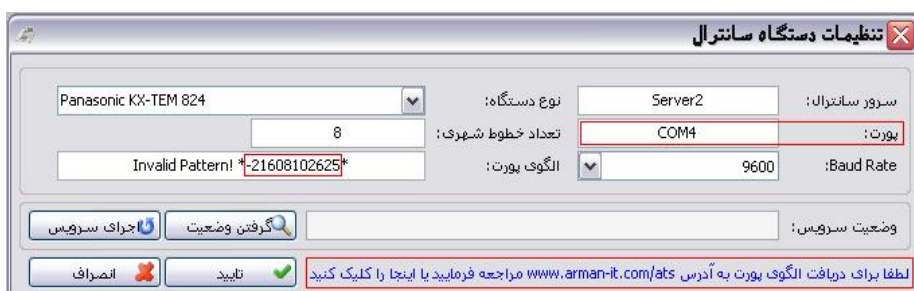 تنظیمات دستگاه سانترال
سرور سانترال: Server2 نوع دستگاه: Panasonic KX-TEM 824
پورت: COM4 تعداد خطوط شهری: 8
Baud Rate: 9600 الگوی پورت: Invalid Pattern! *-21608102625*
وضعیت سرویس: گرفتن وضعیت اجرای سرویس
لطفا برای دریافت الگوی پورت به آدرس www.arman-it.com/ats مراجعه فرمایید یا اینجا را کلیک کنید تایید انصراف